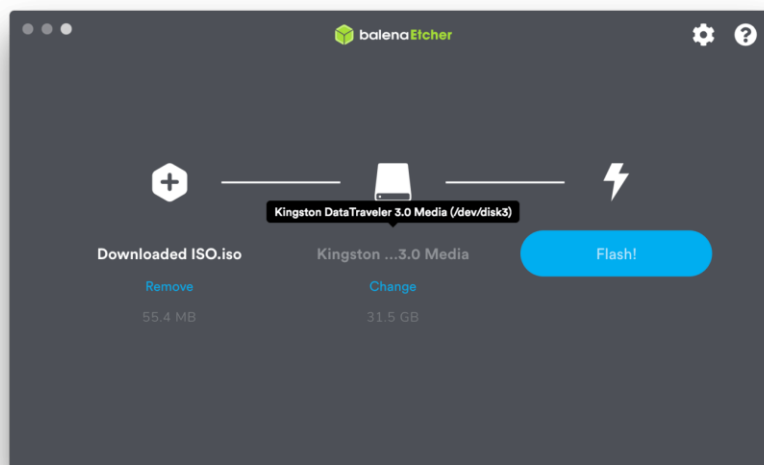 balenaEtcher
Kingston DataTraveler 3.0 Media (/dev/disk3)
Downloaded ISO.iso
Kingston ...3.0 Media
Flash!
Remove
Change
55.4 MB
31.5 GB